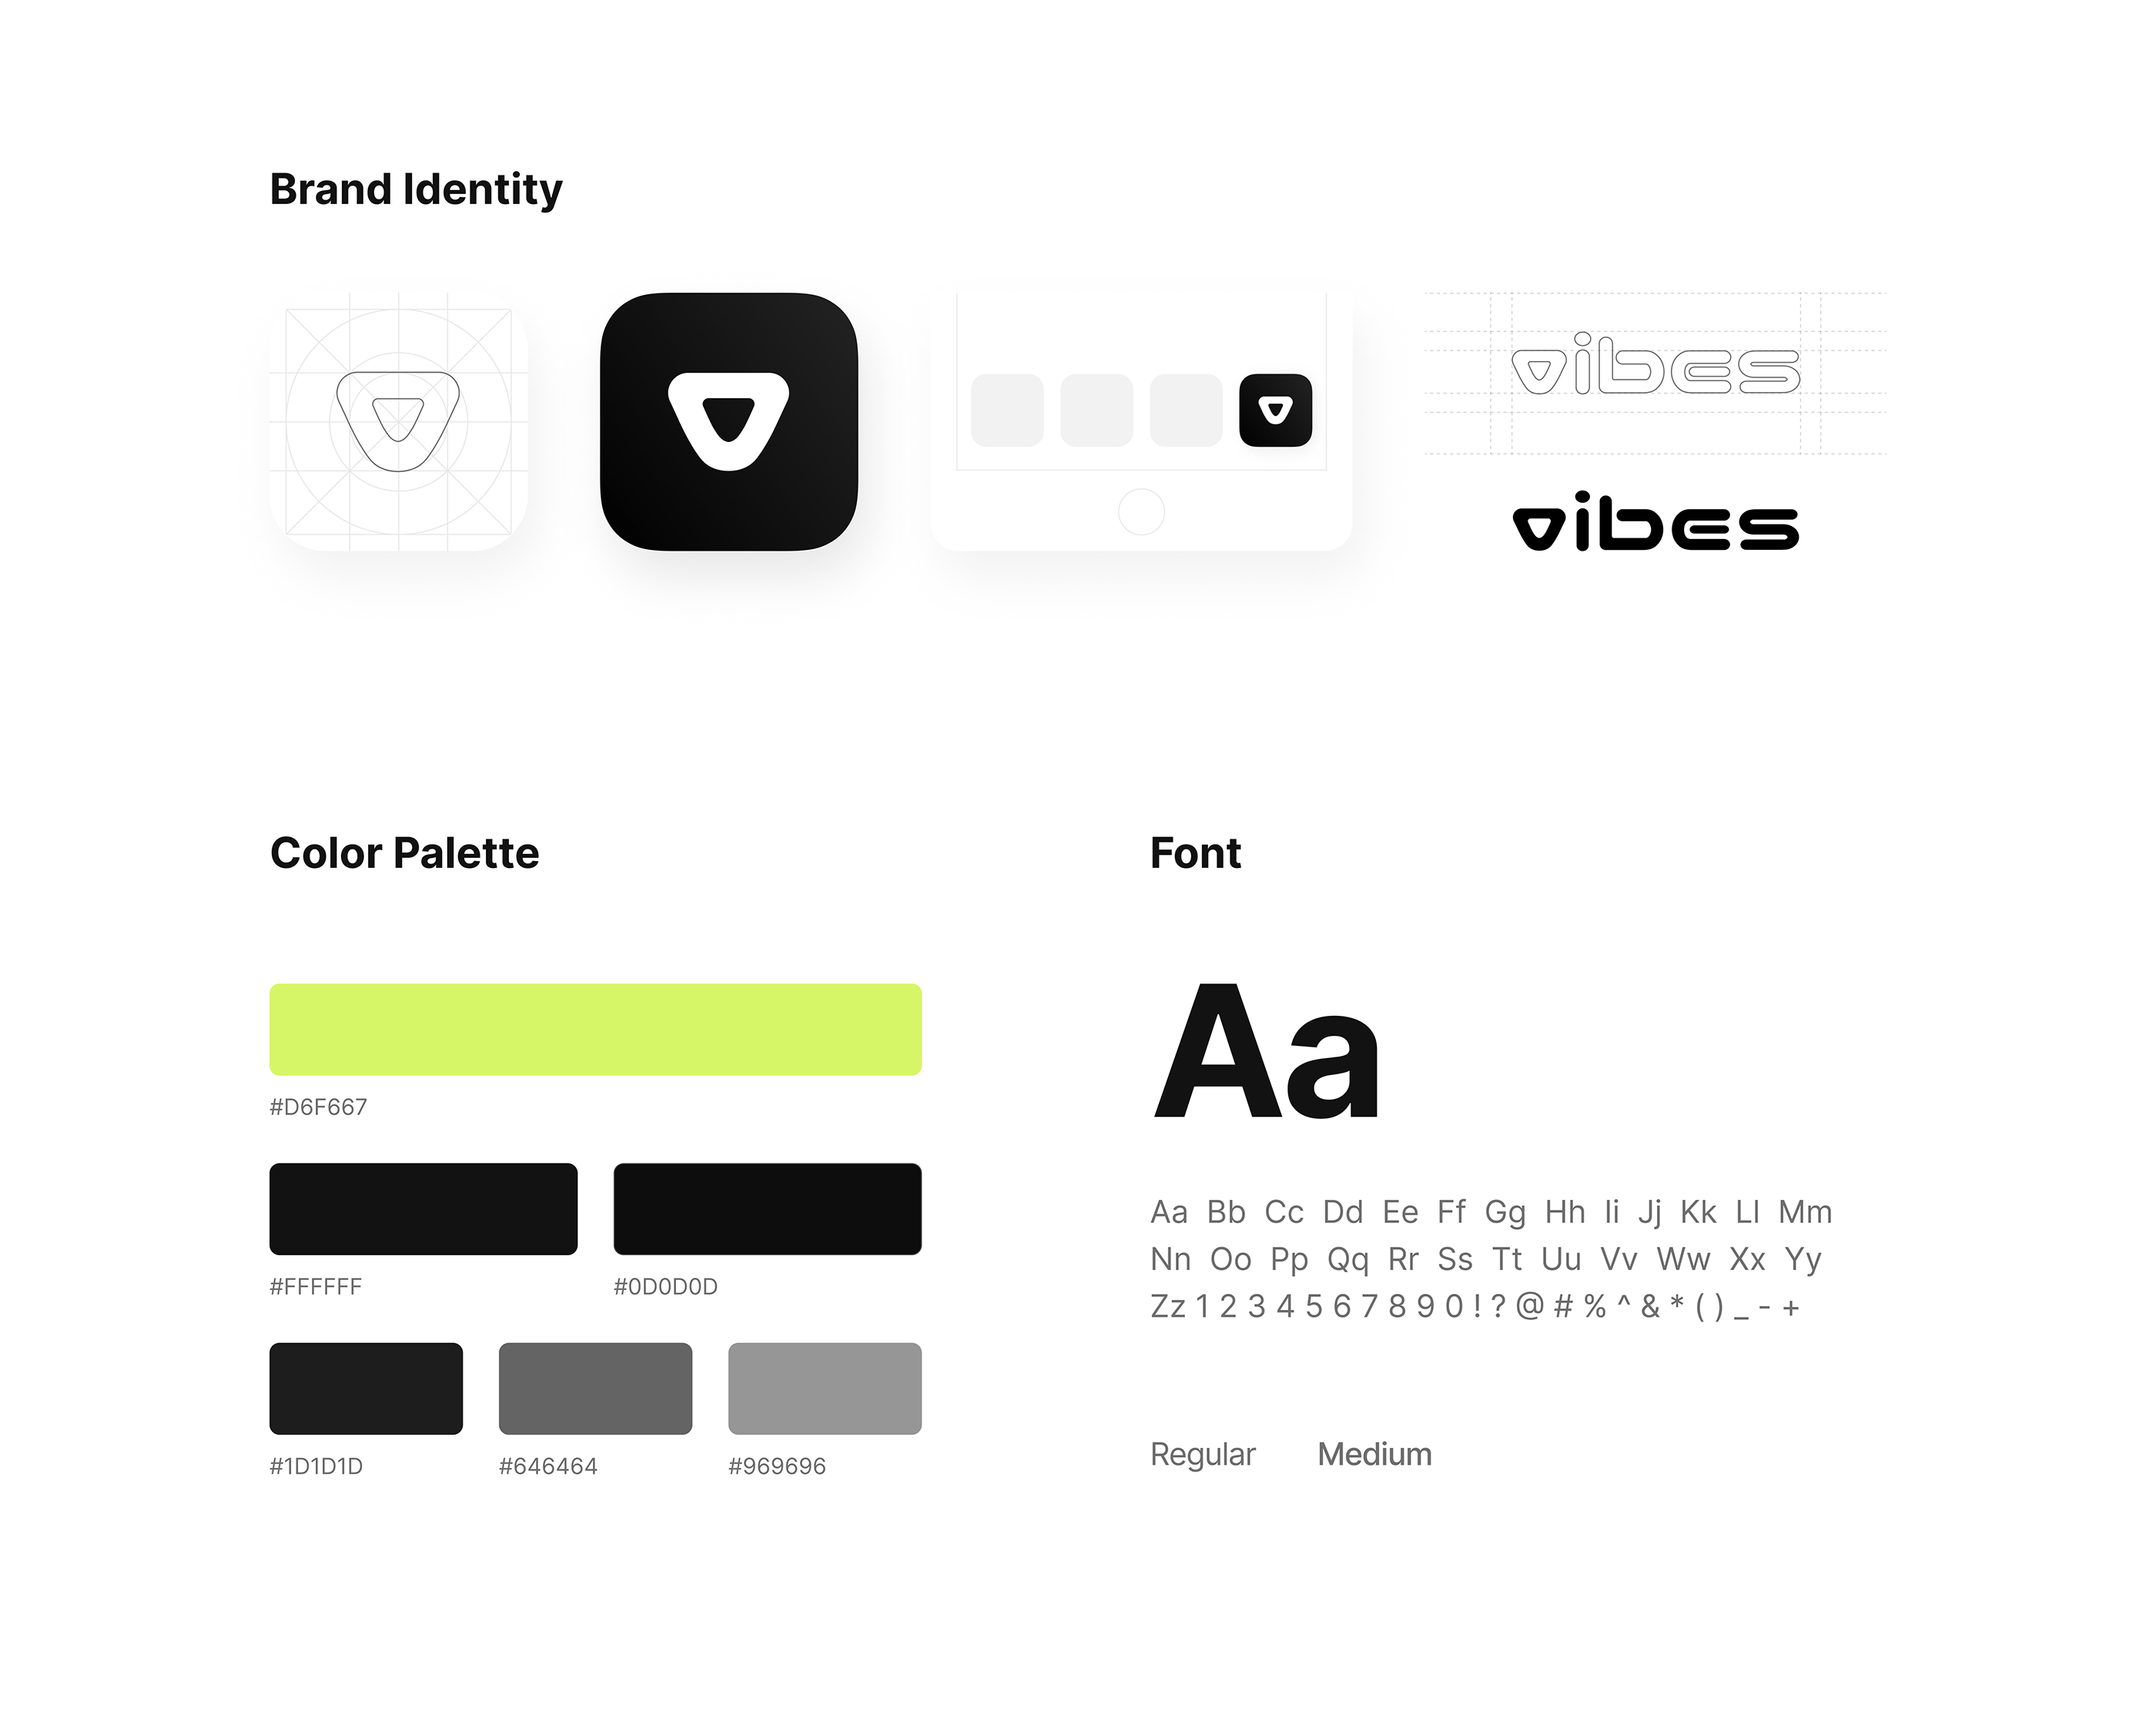 Brand Identity
vibes
vibes
Color Palette
#D6F667
#FFFFFF
#0D0D0D
#1D1D1D
#646464
#969696
Font
Aa
Aa Bb Cc Dd Ee Ff Gg Hh Ii Jj Kk Ll Mm
Nn Oo Pp Qq Rr Ss Tt Uu Vv Ww Xx Yy
Zz 1 2 3 4 5 6 7 8 9 0 ! ? @ # % ^ & * ( ) _ - +
Regular Medium